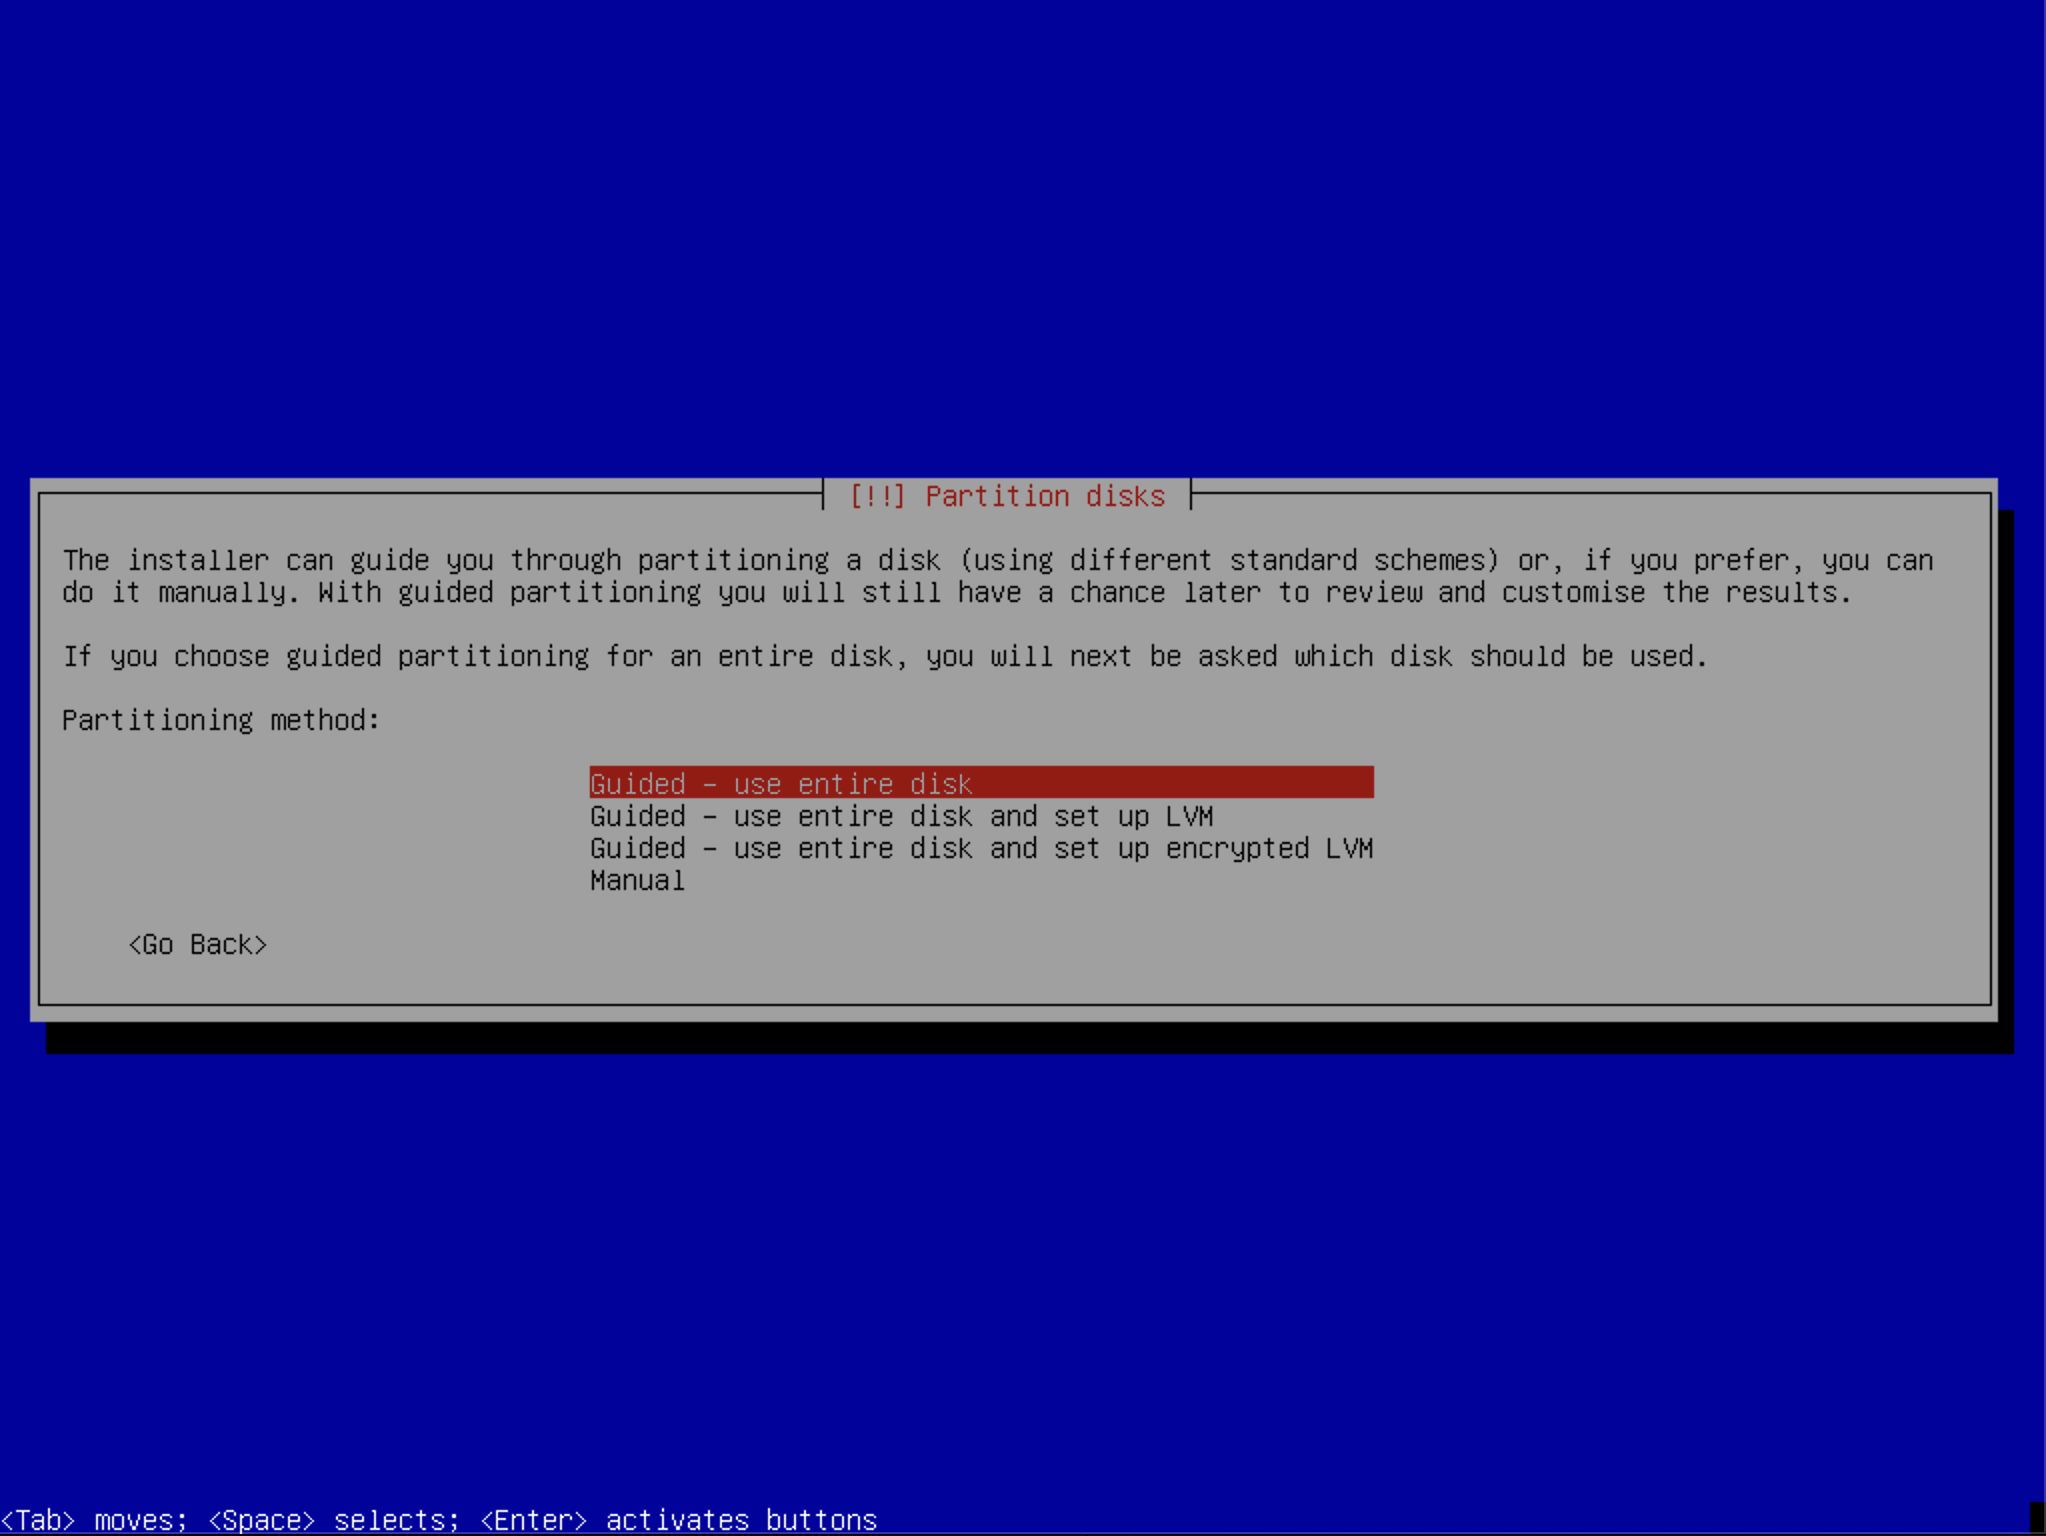 [!!] Partition disks
The installer can guide you through partitioning a disk (using different standard schemes) or, if you prefer, you can
do it manually. With guided partitioning you will still have a chance later to review and customise the results.
If you choose guided partitioning for an entire disk, you will next be asked which disk should be used.
Partitioning method:
Guided - use entire disk
Guided - use entire disk and set up LVM
Guided - use entire disk and set up encrypted LVM
Manual
<Go Back>
<Tab> moves; <Space> selects; <Enter> activates buttons